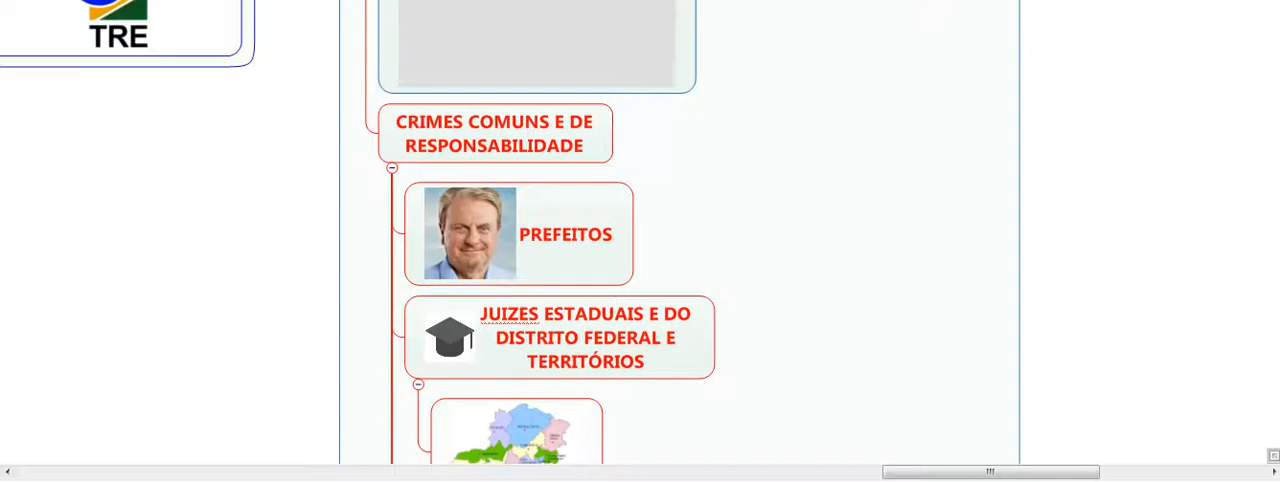 TRE
CRIMES COMUNS E DE
RESPONSABILIDADE
PREFEITOS
JUIZES ESTADUAIS E DO
DISTRITO FEDERAL E
TERRITÓRIOS